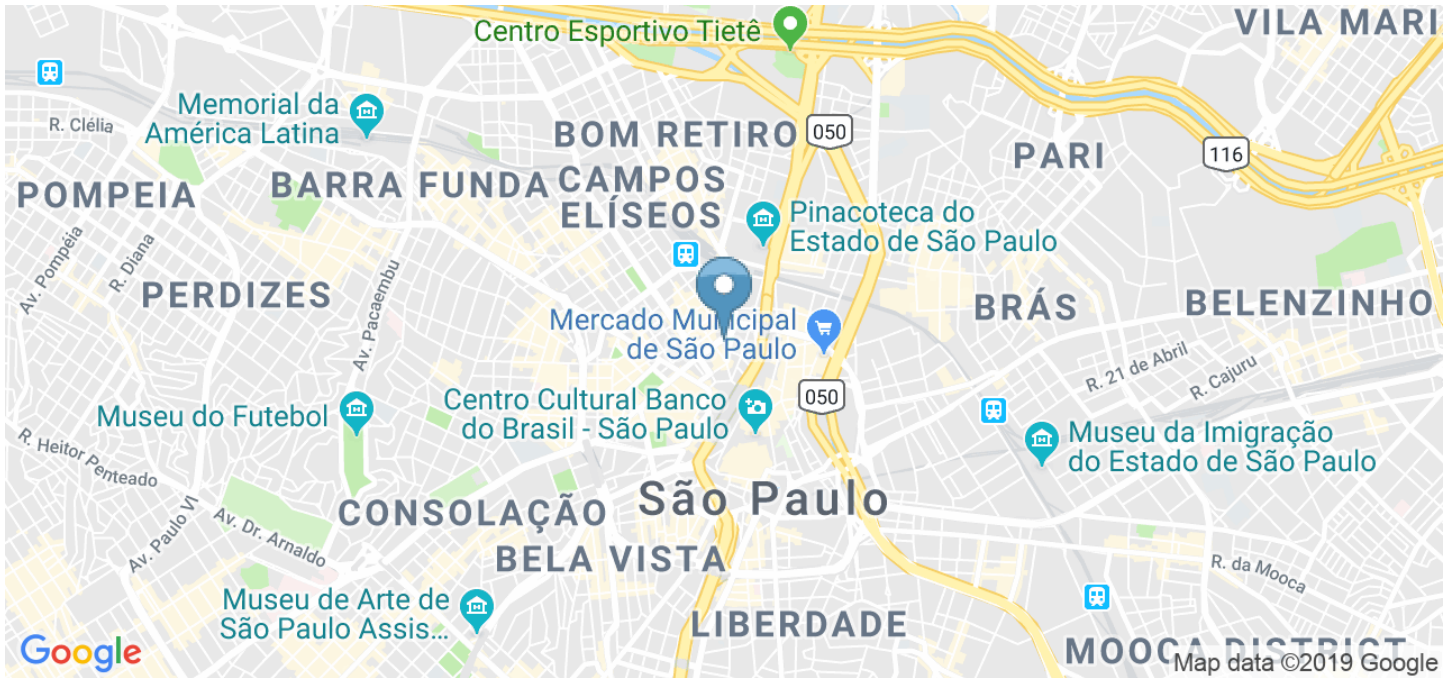 Centro Esportivo Tietê
VILA MARI
Memorial da
América Latina
R. Clélia
BOM RETIRO
050
PARI
116
POMPEIA
BARRA FUNDA
CAMPOS
ELÍSEOS
Pinacoteca do
Estado de São Paulo
Av. Pompéia
R. Diana
PERDIZES
Av. Pacaembu
BRÁS
BELENZINHO
Mercado Municipal
de São Paulo
R. 21 de Abril
R. Cajuru
Museu do Futebol
Centro Cultural Banco
do Brasil - São Paulo
050
Museu da Imigração
do Estado de São Paulo
R. Heitor Penteado
Av. Paulo VI
Av. Dr. Arnaldo
CONSOLAÇÃO
São Paulo
BELA VISTA
R. da Mooca
Museu de Arte de
São Paulo Assis...
LIBERDADE
MOOCA DISTRICT
Google
Map data ©2019 Google